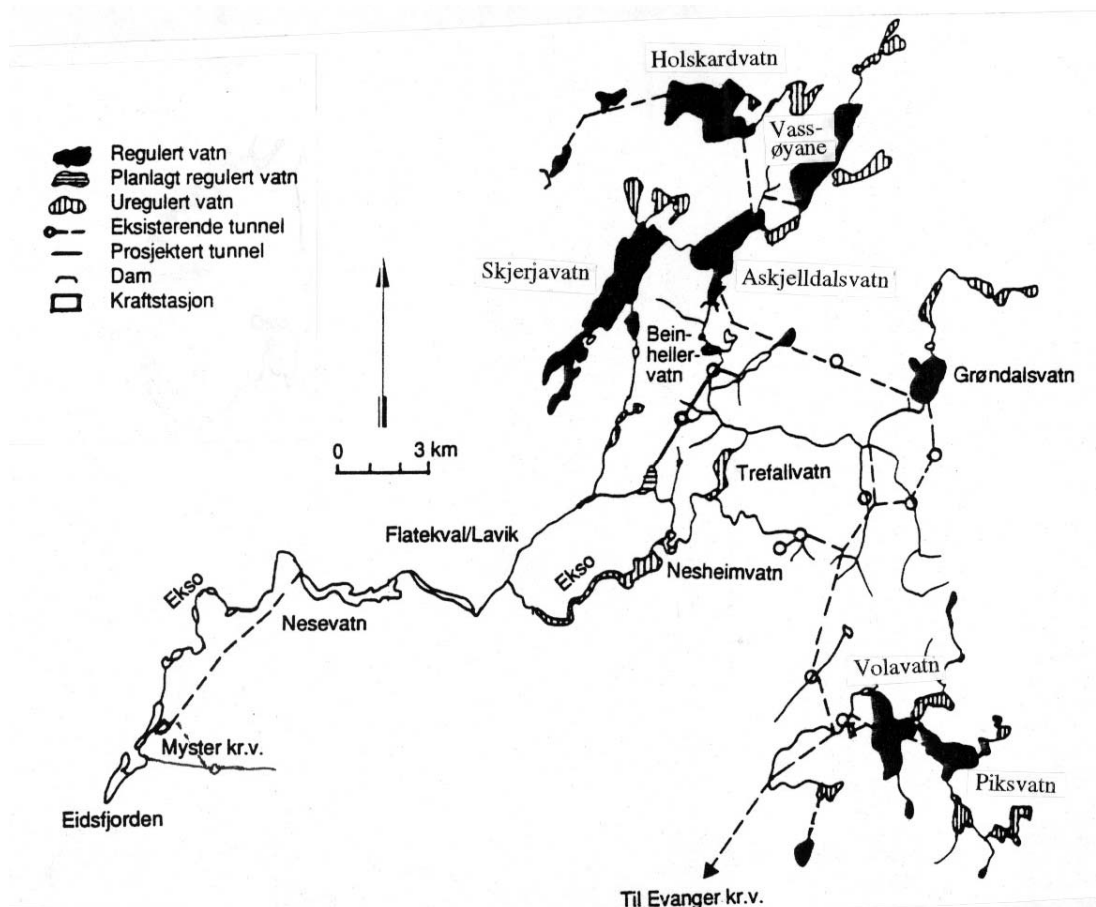 Holskardvatn
Vass-
øyane
Regulert vatn
Planlagt regulert vatn
Uregulert vatn
Eksisterende tunnel
Prosjektert tunnel
Dam
Kraftstasjon
Skjerjavatn
Askjelldalsvatn
Bein-
heller-
vatn
Grøndalsvatn
0 3 km
Trefallvatn
Flatekval/Lavik
Ekso
Nesheimvatn
Ekso
Nesevatn
Volavatn
Myster kr.v.
Piksvatn
Eidsfjorden
Til Evanger kr.v.